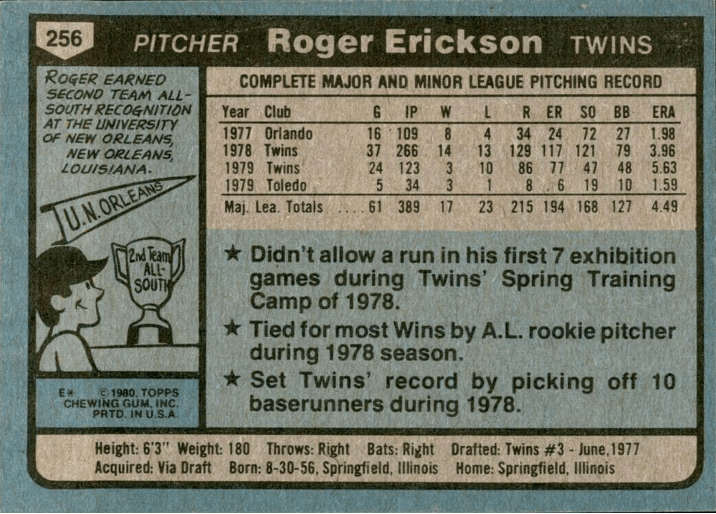 256 PITCHER Roger Erickson TWINS
ROGER EARNED
SECOND TEAM ALL-
SOUTH RECOGNITION
AT THE UNIVERSITY
OF NEW ORLEANS,
NEW ORLEANS,
LOUISIANA.
U.N. ORLEANS
2nd Team
ALL-
SOUTH
E* © 1980, TOPPS
CHEWING GUM, INC.
PRTD. IN U.S.A.
COMPLETE MAJOR AND MINOR LEAGUE PITCHING RECORD
Year Club G IP W L R ER SO BB ERA
1977 Orlando 16 109 8 4 34 24 72 27 1.98
1978 Twins 37 266 14 13 129 117 121 79 3.96
1979 Twins 24 123 3 10 86 77 47 48 5.63
1979 Toledo 5 34 3 1 8 6 19 10 1.59
Maj. Lea. Totals ....61 389 17 23 215 194 168 127 4.49
★ Didn't allow a run in his first 7 exhibition
games during Twins' Spring Training
Camp of 1978.
★ Tied for most Wins by A.L. rookie pitcher
during 1978 season.
★ Set Twins' record by picking off 10
baserunners during 1978.
Height: 6'3" Weight: 180 Throws: Right Bats: Right Drafted: Twins #3 - June, 1977
Acquired: Via Draft Born: 8-30-56, Springfield, Illinois Home: Springfield, Illinois